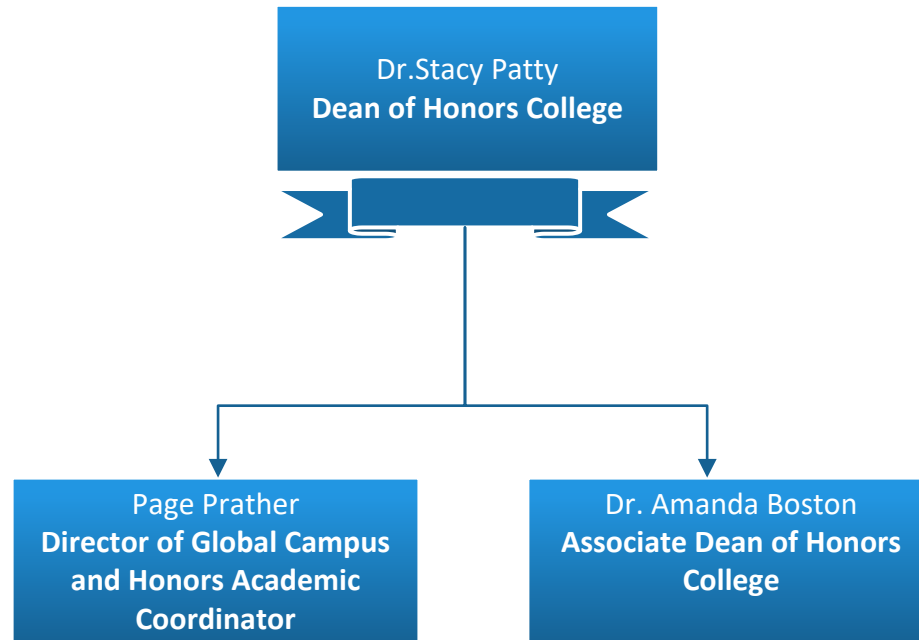 Dr.Stacy Patty
Dean of Honors College
Page Prather
Director of Global Campus
and Honors Academic
Coordinator
Dr. Amanda Boston
Associate Dean of Honors
College